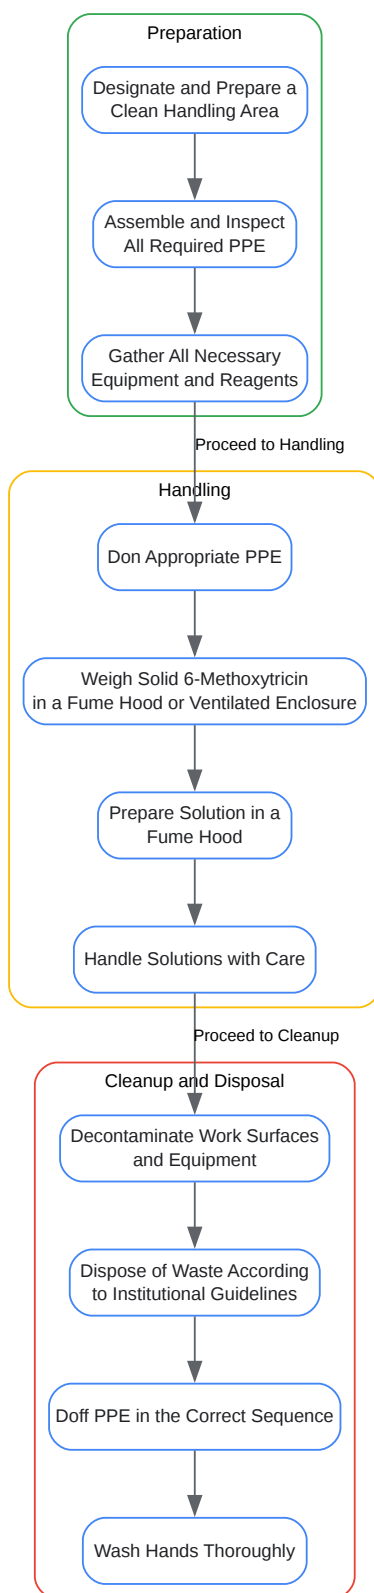 Preparation
Designate and Prepare a
Clean Handling Area
Assemble and Inspect
All Required PPE
Gather All Necessary
Equipment and Reagents
Proceed to Handling
Handling
Don Appropriate PPE
Weigh Solid 6-Methoxytricin
in a Fume Hood or Ventilated Enclosure
Prepare Solution in a
Fume Hood
Handle Solutions with Care
Proceed to Cleanup
Cleanup and Disposal
Decontaminate Work Surfaces
and Equipment
Dispose of Waste According
to Institutional Guidelines
Doff PPE in the Correct Sequence
Wash Hands Thoroughly